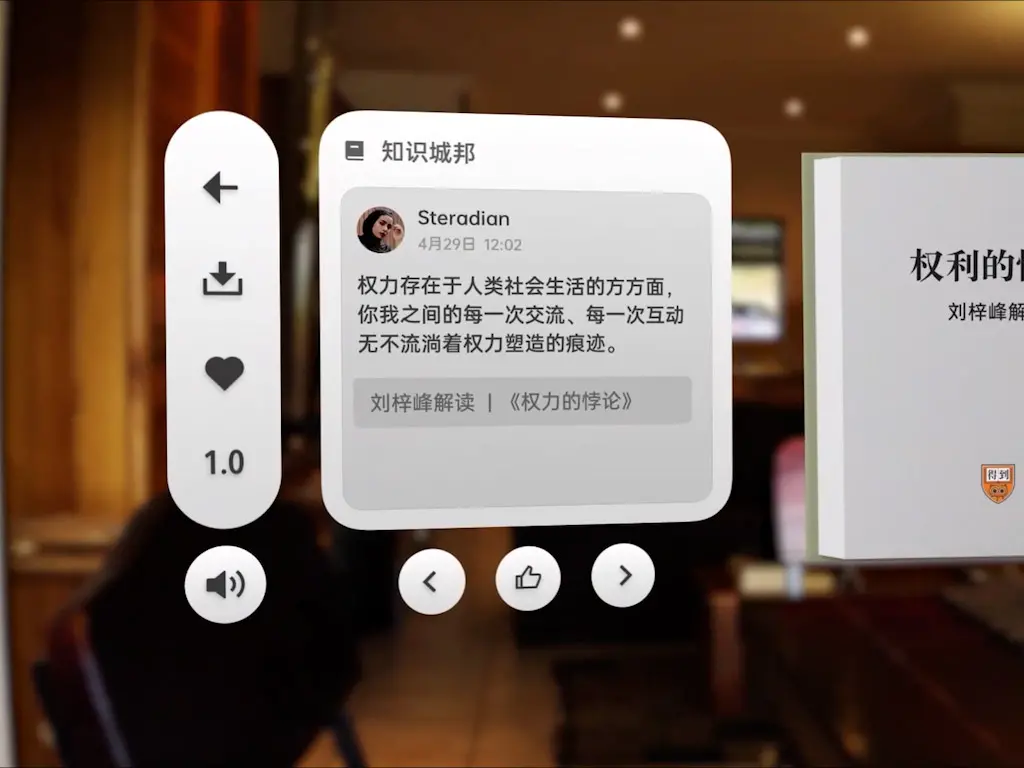 知识城邦
Steradian
4月29日 12:02
权力存在于人类社会生活的方方面，
你我之间的每一次交流、每一次互动
无不流淌着权力塑造的痕迹。
刘梓峰解读 | 《权力的悖论》
1.0
权利的
刘梓峰解
得到